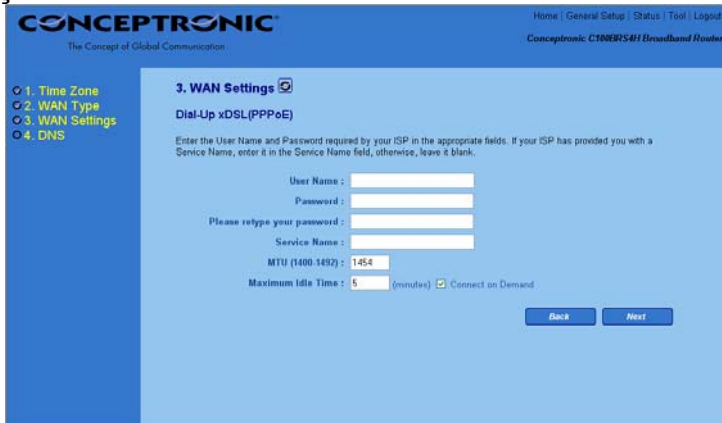 CONCEPTRONIC
The Concept of Global Communication
Home | General Setup | Status | Tool | Logout
Conceptronic C100BRS4H Broadband Router
1. Time Zone
2. WAN Type
3. WAN Settings
4. DNS
3. WAN Settings
Dial-Up xDSL(PPPoE)
Enter the User Name and Password required by your ISP in the appropriate fields. If your ISP has provided you with a
Service Name, enter it in the Service Name field, otherwise, leave it blank.
User Name :
Password :
Please retype your password :
Service Name :
MTU (1400-1492) : 1454
Maximum Idle Time : 5 (minutes) Connect on Demand
Back Next